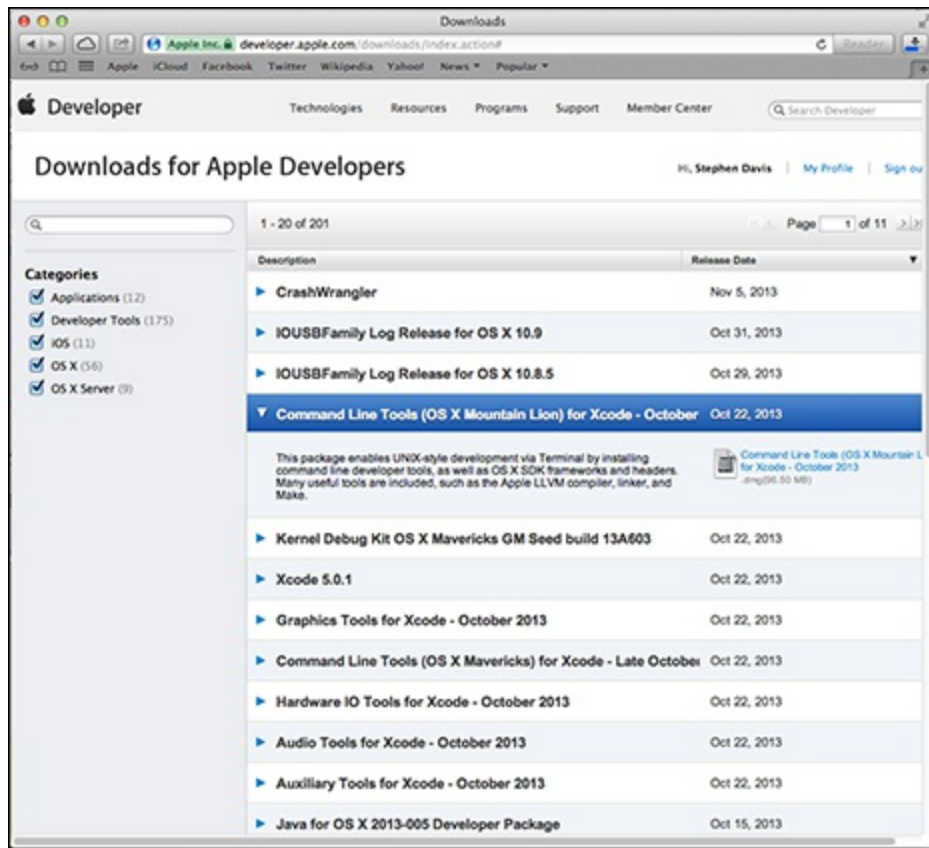 Downloads
Apple Inc. developer.apple.com/downloads/index.action#
Reader
Apple iCloud Facebook Twitter Wikipedia Yahoo! News Popular
Developer Technologies Resources Programs Support Member Center Search Developer
Downloads for Apple Developers
Hi, Stephen Davis | My Profile | Sign ou
1 - 20 of 201 Page 1 of 11
Description Release Date
Categories
Applications (12)
Developer Tools (175)
iOS (11)
OS X (56)
OS X Server (9)
CrashWrangler Nov 5, 2013
IOUSBFamily Log Release for OS X 10.9 Oct 31, 2013
IOUSBFamily Log Release for OS X 10.8.5 Oct 29, 2013
Command Line Tools (OS X Mountain Lion) for Xcode - October Oct 22, 2013
This package enables UNIX-style development via Terminal by installing
command line developer tools, as well as OS X SDK frameworks and headers.
Many useful tools are included, such as the Apple LLVM compiler, linker, and
Make.
Command Line Tools (OS X Mountain L
for Xcode - October 2013
.dmg(96.50 MB)
Kernel Debug Kit OS X Mavericks GM Seed build 13A603 Oct 22, 2013
Xcode 5.0.1 Oct 22, 2013
Graphics Tools for Xcode - October 2013 Oct 22, 2013
Command Line Tools (OS X Mavericks) for Xcode - Late October Oct 22, 2013
Hardware IO Tools for Xcode - October 2013 Oct 22, 2013
Audio Tools for Xcode - October 2013 Oct 22, 2013
Auxiliary Tools for Xcode - October 2013 Oct 22, 2013
Java for OS X 2013-005 Developer Package Oct 15, 2013